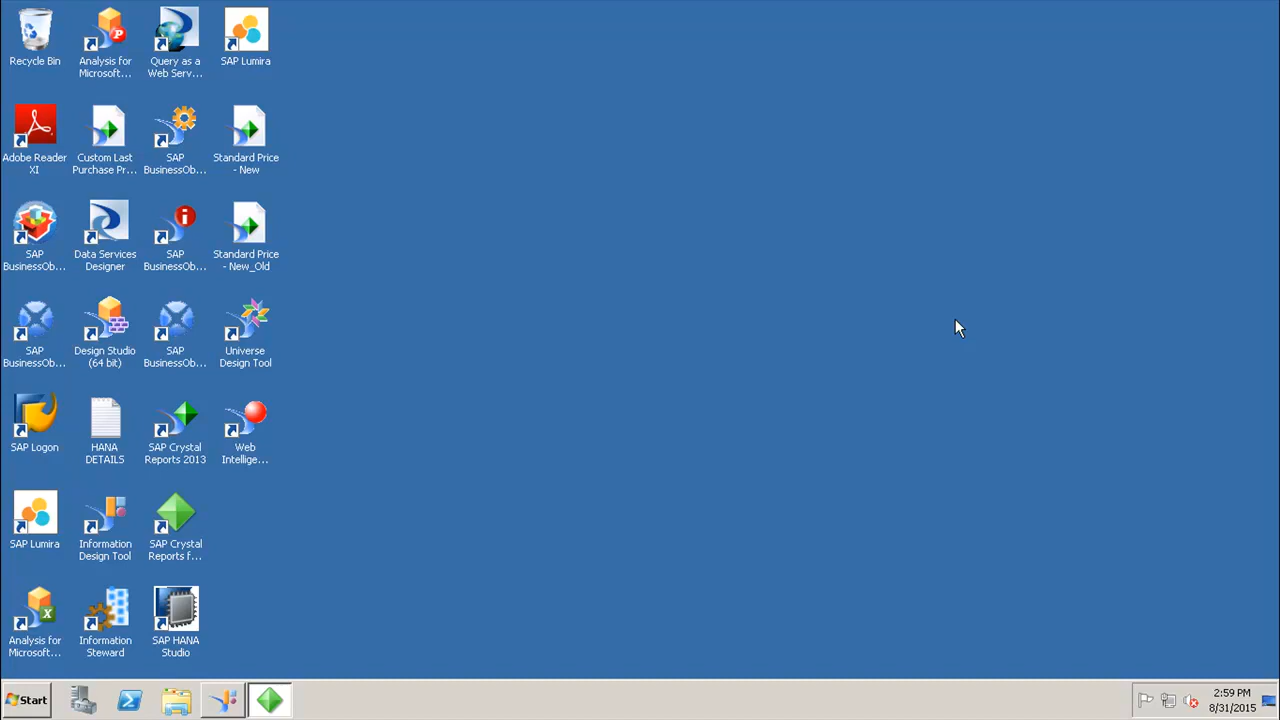 Recycle Bin
Analysis for
Microsoft...
Query as a
Web Serv...
SAP Lumira
Adobe Reader
XI
Custom Last
Purchase Pr...
SAP
BusinessOb...
Standard Price
- New
SAP
BusinessOb...
Data Services
Designer
SAP
BusinessOb...
Standard Price
- New_Old
SAP
BusinessOb...
Design Studio
(64 bit)
SAP
BusinessOb...
Universe
Design Tool
SAP Logon
HANA
DETAILS
SAP Crystal
Reports 2013
Web
Intellige...
SAP Lumira
Information
Design Tool
SAP Crystal
Reports f...
Analysis for
Microsoft...
Information
Steward
SAP HANA
Studio
Start
2:59 PM
8/31/2015